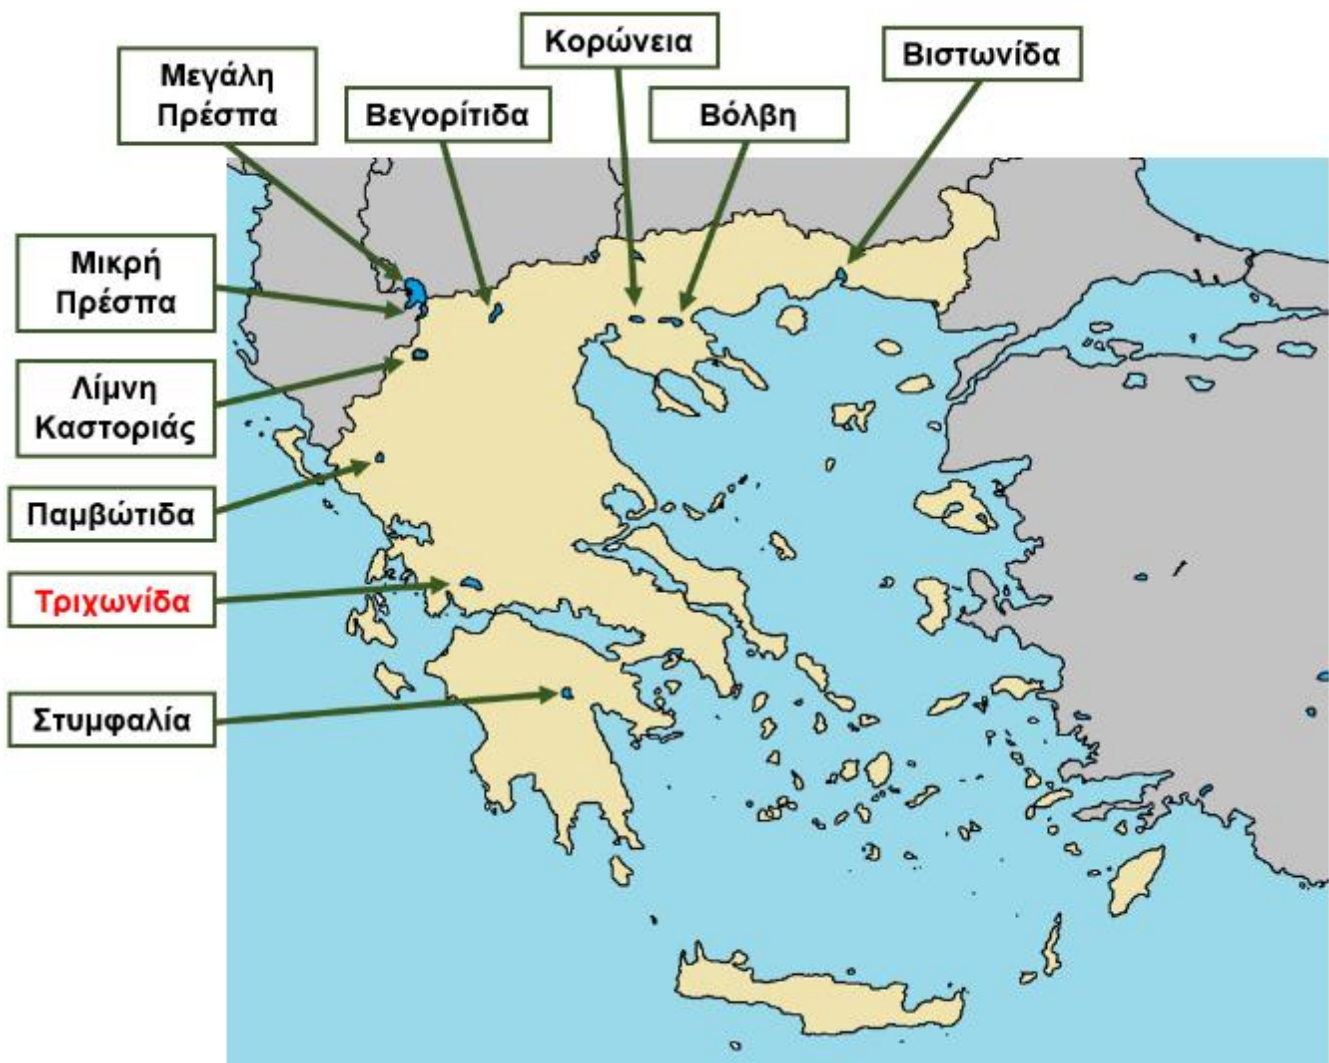 Κορώνεια
Βιστωνίδα
Μεγάλη
Πρέσπα
Βεγορίτιδα
Βόλβη
Μικρή
Πρέσπα
Λίμνη
Καστοριάς
Παμβώτιδα
Τριχωνίδα
Στυμφαλία